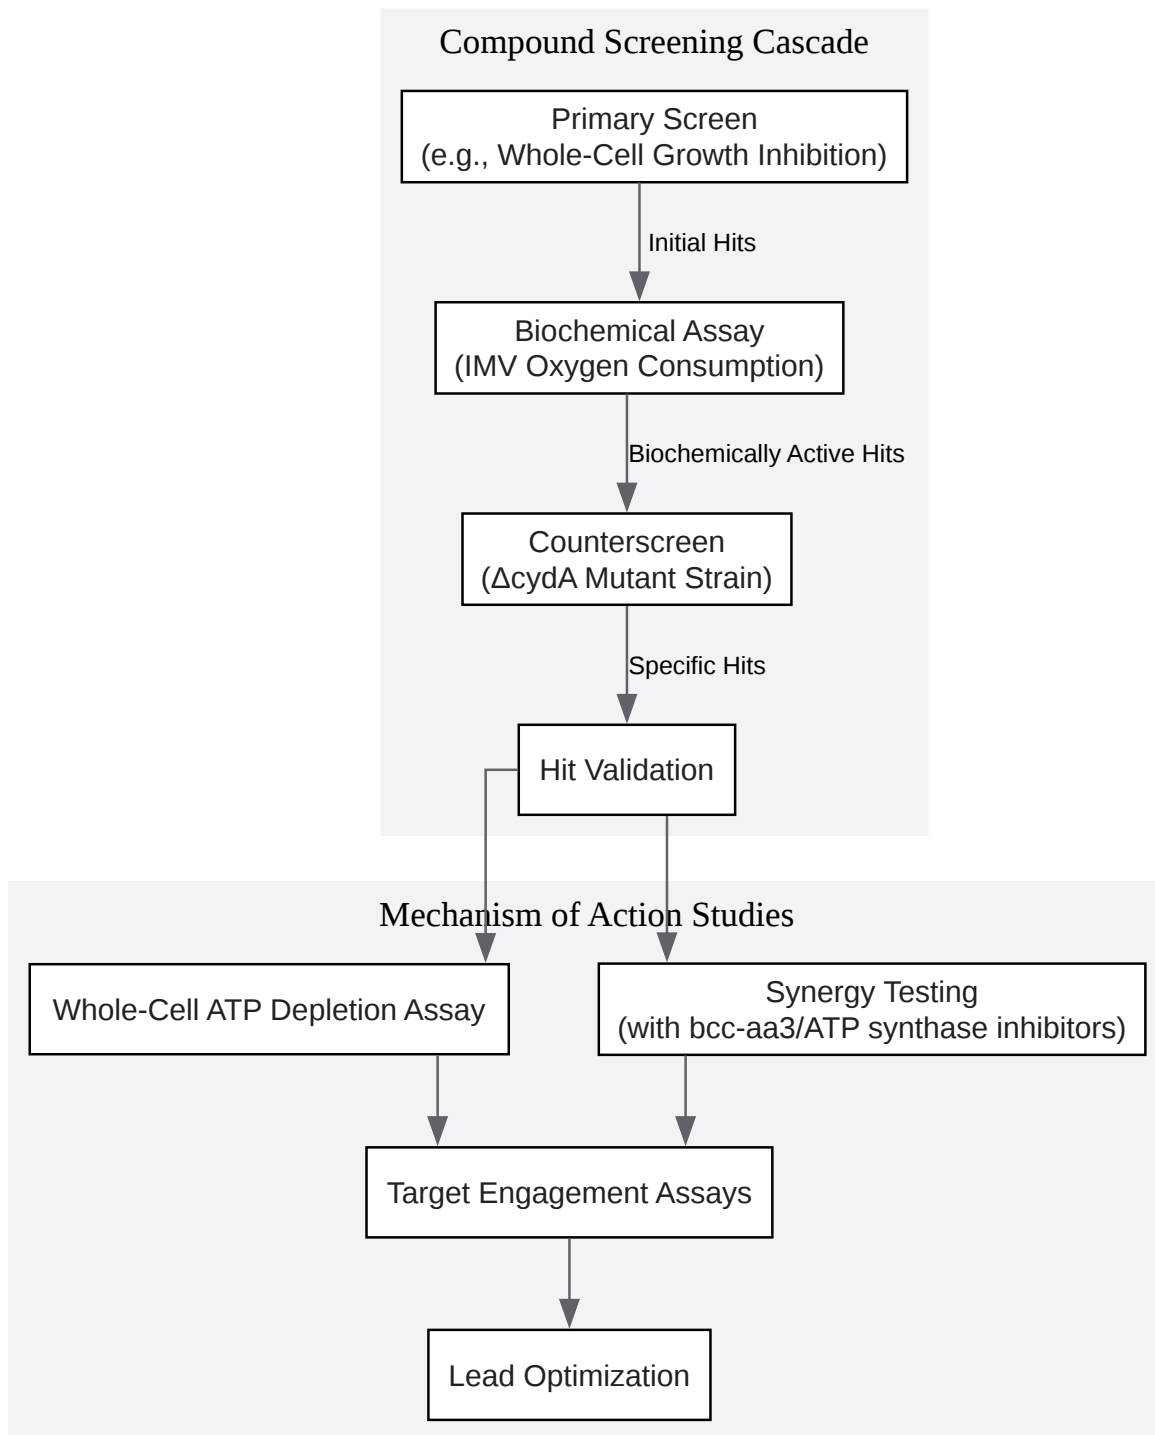 Compound Screening Cascade
Primary Screen
(e.g., Whole-Cell Growth Inhibition)
Initial Hits
Biochemical Assay
(IMV Oxygen Consumption)
Biochemically Active Hits
Counterscreen
(ΔcydA Mutant Strain)
Specific Hits
Hit Validation
Mechanism of Action Studies
Whole-Cell ATP Depletion Assay
Synergy Testing
(with bcc-aa3/ATP synthase inhibitors)
Target Engagement Assays
Lead Optimization